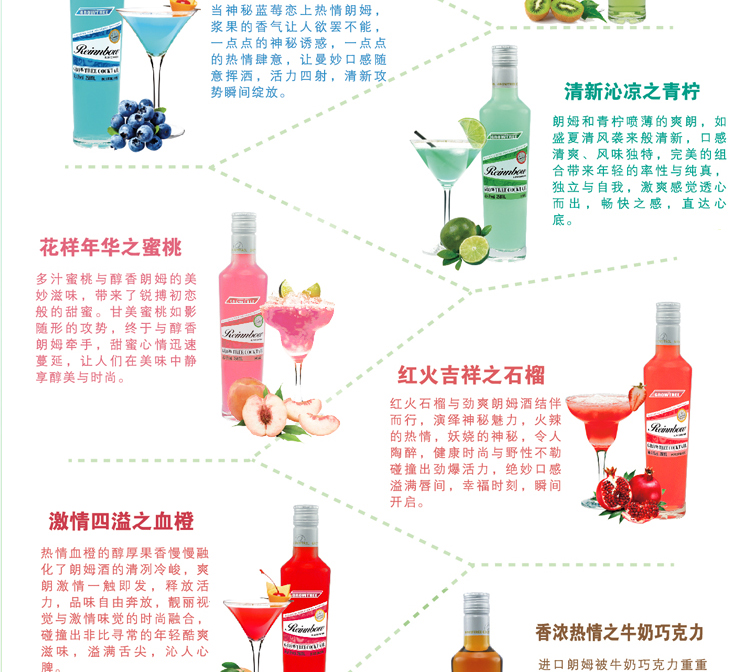 当神秘蓝莓恋上热情朗姆，
浆果的香气让人欲罢不能，
一点点的神秘诱惑，一点点
的热情肆意，让曼妙口感随
意挥洒，活力四射，清新攻
势瞬间绽放。
清新沁凉之青柠
朗姆和青柠喷薄的爽朗，如
盛夏清风袭来般清新，口感
清爽、风味独特，完美的组
合带来年轻的率性与纯真，
独立与自我，激爽感觉透心
而出，畅快之感，直达心
底。
花样年华之蜜桃
多汁蜜桃与醇香朗姆的美
妙滋味，带来了锐搏初恋
般的甜蜜。甘美蜜桃如影
随形的攻势，终于与醇香
朗姆牵手，甜蜜心情迅速
蔓延，让人们在美味中静
享醇美与时尚。
红火吉祥之石榴
红火石榴与劲爽朗姆酒结伴
而行，演绎神秘魅力，火辣
的热情，妖娆的神秘，令人
陶醉，健康时尚与野性不勒
碰撞出劲爆活力，绝妙口感
溢满唇间，幸福时刻，瞬间
开启。
激情四溢之血橙
热情血橙的醇厚果香慢慢融
化了朗姆酒的清冽冷峻，爽
朗激情一触即发，释放活
力，品味自由奔放，靓丽视
觉与激情味觉的时尚融合，
碰撞出非比寻常的年轻酷爽
滋味，溢满舌尖，沁人心
脾。
香浓热情之牛奶巧克力
进口朗姆被牛奶巧克力重重
GROWTREE
Reinnbow
GROWTREE COCKTAIL
GROWTREE
Reinnbow
GROWTREE COCKTAIL
GROWTREE
Reinnbow
GROWTREE COCKTAIL
GROWTREE
Reinnbow
GROWTREE COCKTAIL
GROWTREE
Reinnbow
GROWTREE COCKTAIL